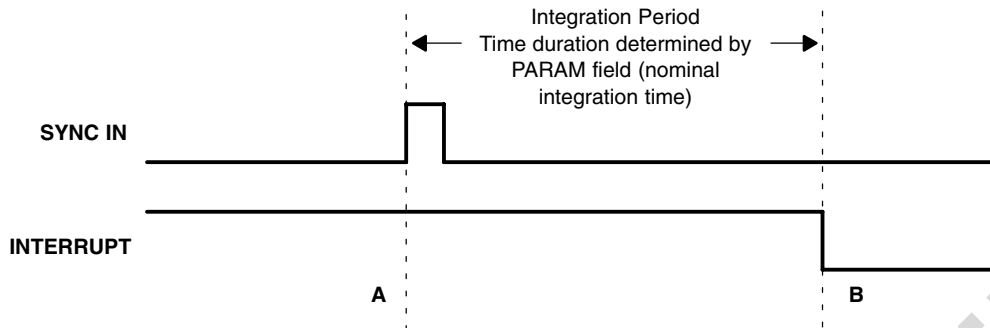 Integration Period
Time duration determined by
PARAM field (nominal
integration time)
SYNC IN
INTERRUPT
A
B